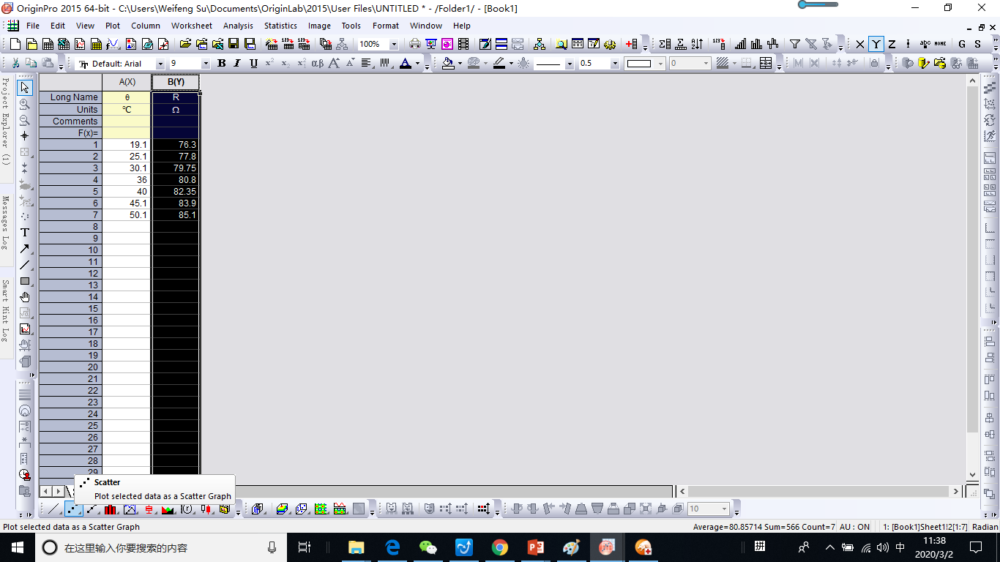 OriginPro 2015 64-bit - C:\Users\Weifeng Su\Documents\OriginLab\2015\User Files\UNTITLED * - /Folder1/ - [Book1]
File Edit View Plot Column Worksheet Analysis Statistics Image Tools Format Window Help
100%
Default: Arial 9 B I U 0.5 0
Project Explorer (1)
Messages Log
Smart Hint Log
A(X) B(Y)
Long Name θ R
Units ℃ Ω
Comments
F(x)=
1 19.1 76.3
2 25.1 77.8
3 30.1 79.75
4 36 80.8
5 40 82.35
6 45.1 83.9
7 50.1 85.1
8
9
10
11
12
13
14
15
16
17
18
19
20
21
22
23
24
25
26
27
28
29
Scatter
Plot selected data as a Scatter Graph
10
Plot selected data as a Scatter Graph
Average=80.85714 Sum=566 Count=7 AU : ON 1: [Book1]Sheet1!2[1:7] Radian
在这里输入你要搜索的内容
中
11:38
2020/3/2